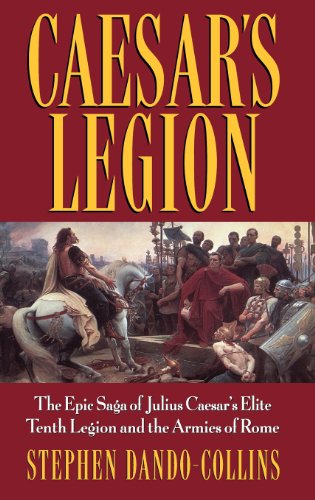 CAESAR'S
LEGION
The Epic Saga of Julius Caesar's Elite
Tenth Legion and the Armies of Rome
STEPHEN DANDO-COLLINS